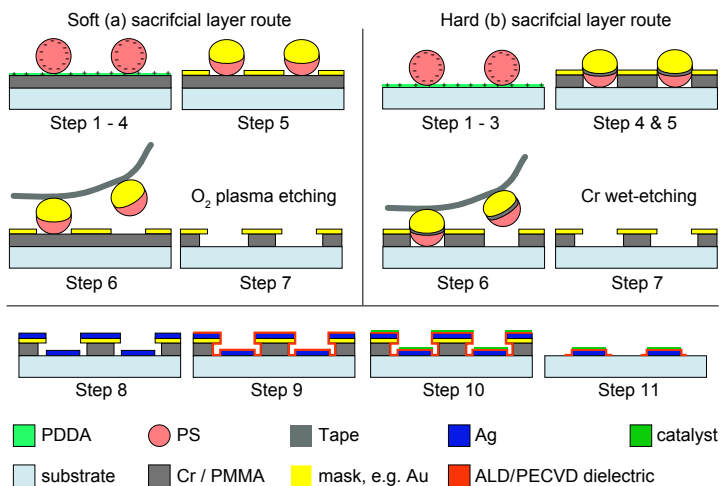 Soft (a) sacrifcial layer route
Hard (b) sacrifcial layer route
Step 1 - 4
Step 5
Step 1 - 3
Step 4 & 5
O2 plasma etching
Cr wet-etching
Step 6
Step 7
Step 6
Step 7
Step 8
Step 9
Step 10
Step 11
PDDA
PS
Tape
Ag
catalyst
substrate
Cr / PMMA
mask, e.g. Au
ALD/PECVD dielectric